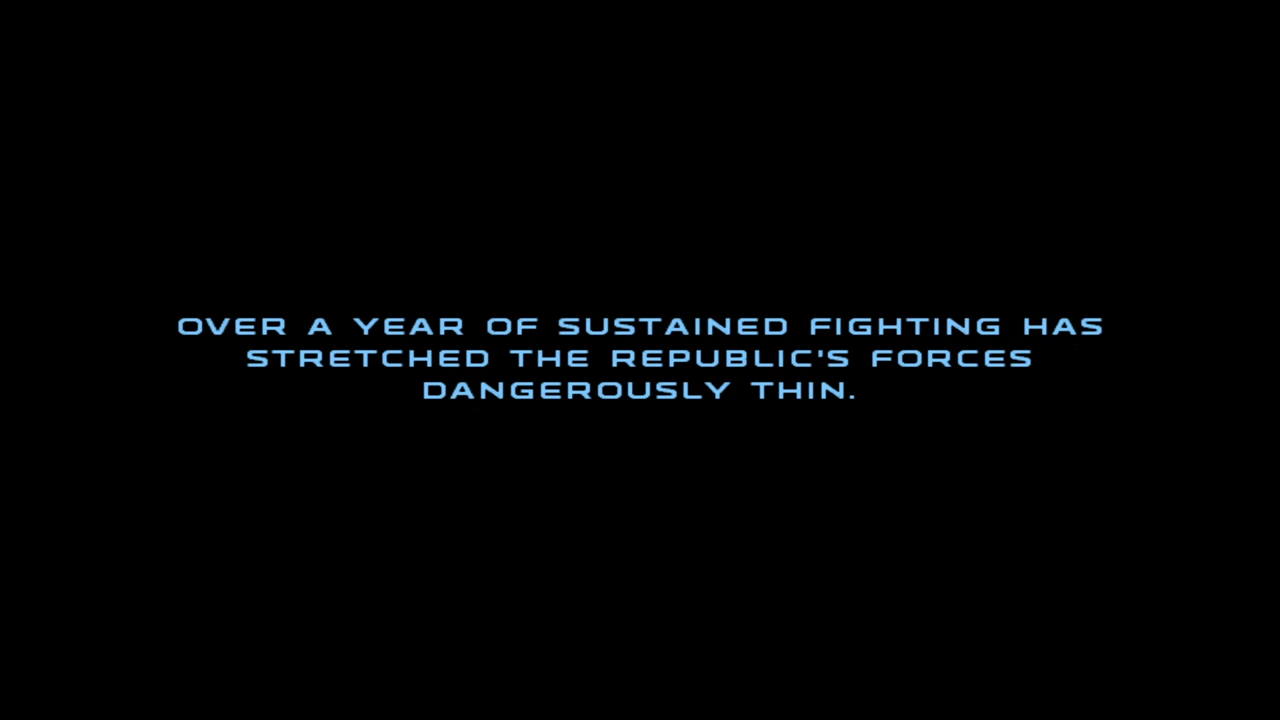 OVER A YEAR OF SUSTAINED FIGHTING HAS
STRETCHED THE REPUBLIC'S FORCES
DANGEROUSLY THIN.